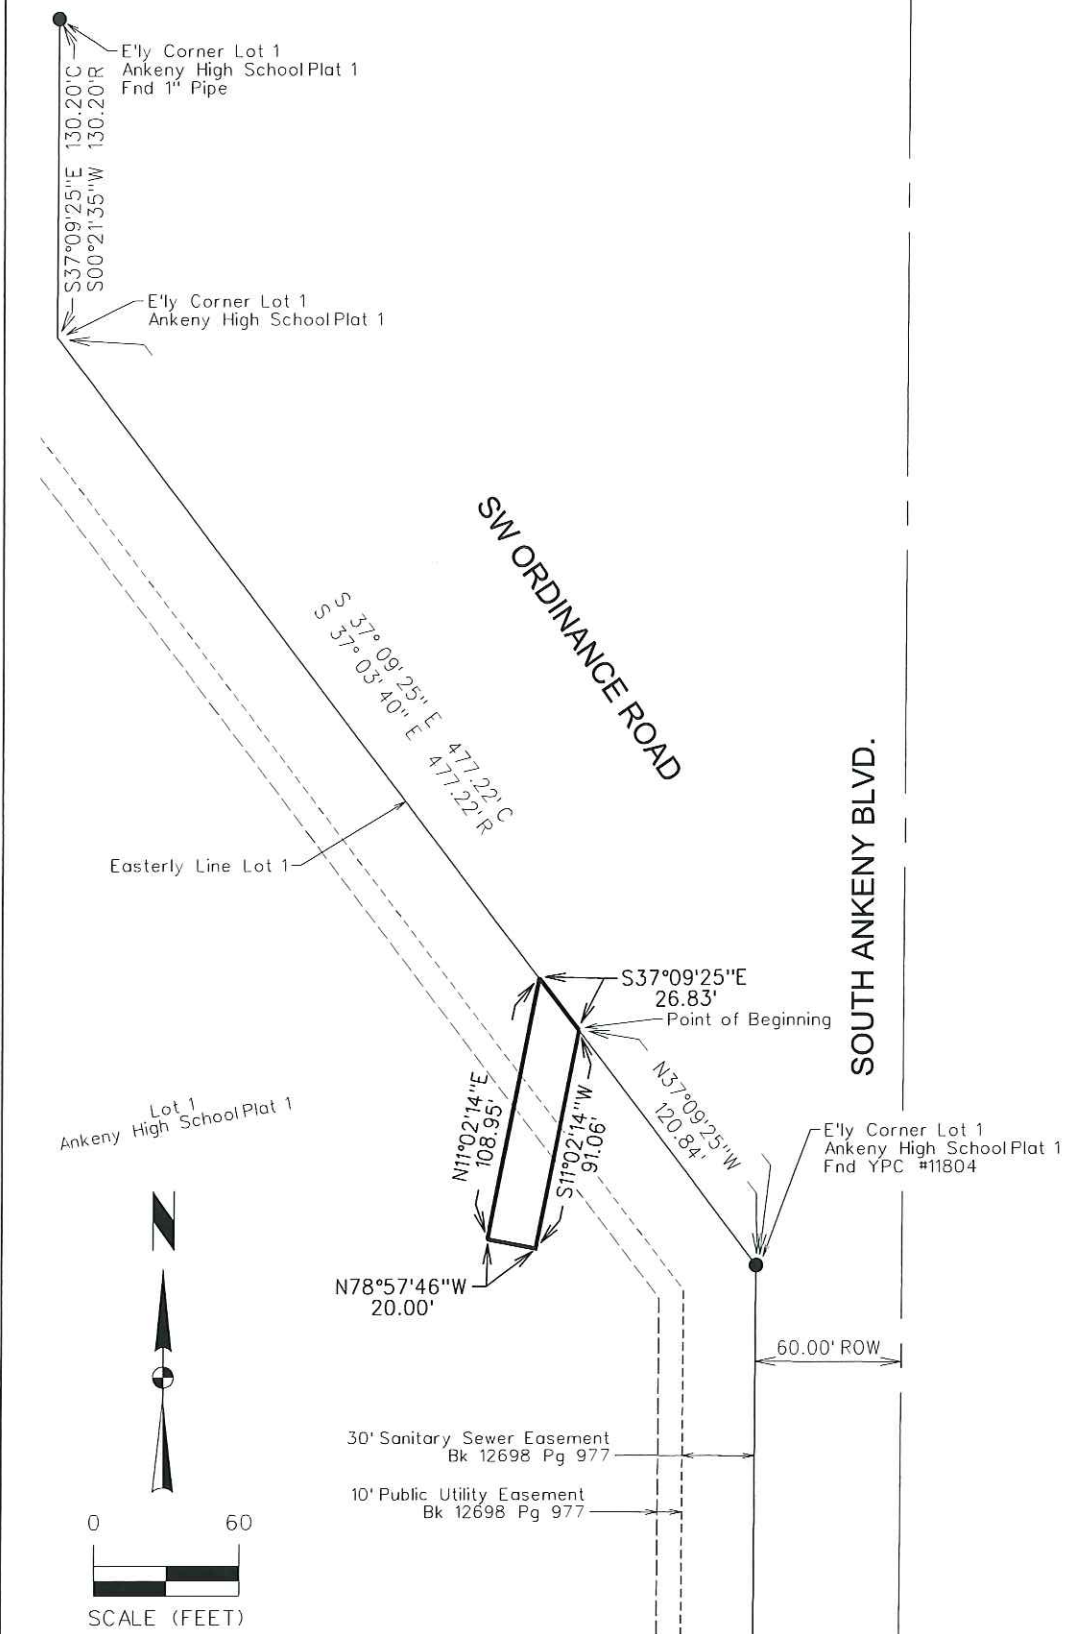 E'ly Corner Lot 1
Ankeny High School Plat 1
Fnd 1" Pipe
S37°09'25"E 130.20'C
S00°21'35"W 130.20'R
E'ly Corner Lot 1
Ankeny High School Plat 1
SW ORDINANCE ROAD
S 37°09'25" E 477.22'C
S 37°03'40" E 477.22'R
Easterly Line Lot 1
SOUTH ANKENY BLVD.
S37°09'25"E
26.83'
Point of Beginning
N37°09'25"W
120.84'
N11°02'14"E
108.95'
S11°02'14"W
91.06'
Lot 1
Ankeny High School Plat 1
E'ly Corner Lot 1
Ankeny High School Plat 1
Fnd YPC #11804
N
N78°57'46"W
20.00'
60.00' ROW
30' Sanitary Sewer Easement
Bk 12698 Pg 977
10' Public Utility Easement
Bk 12698 Pg 977
0 60
SCALE (FEET)